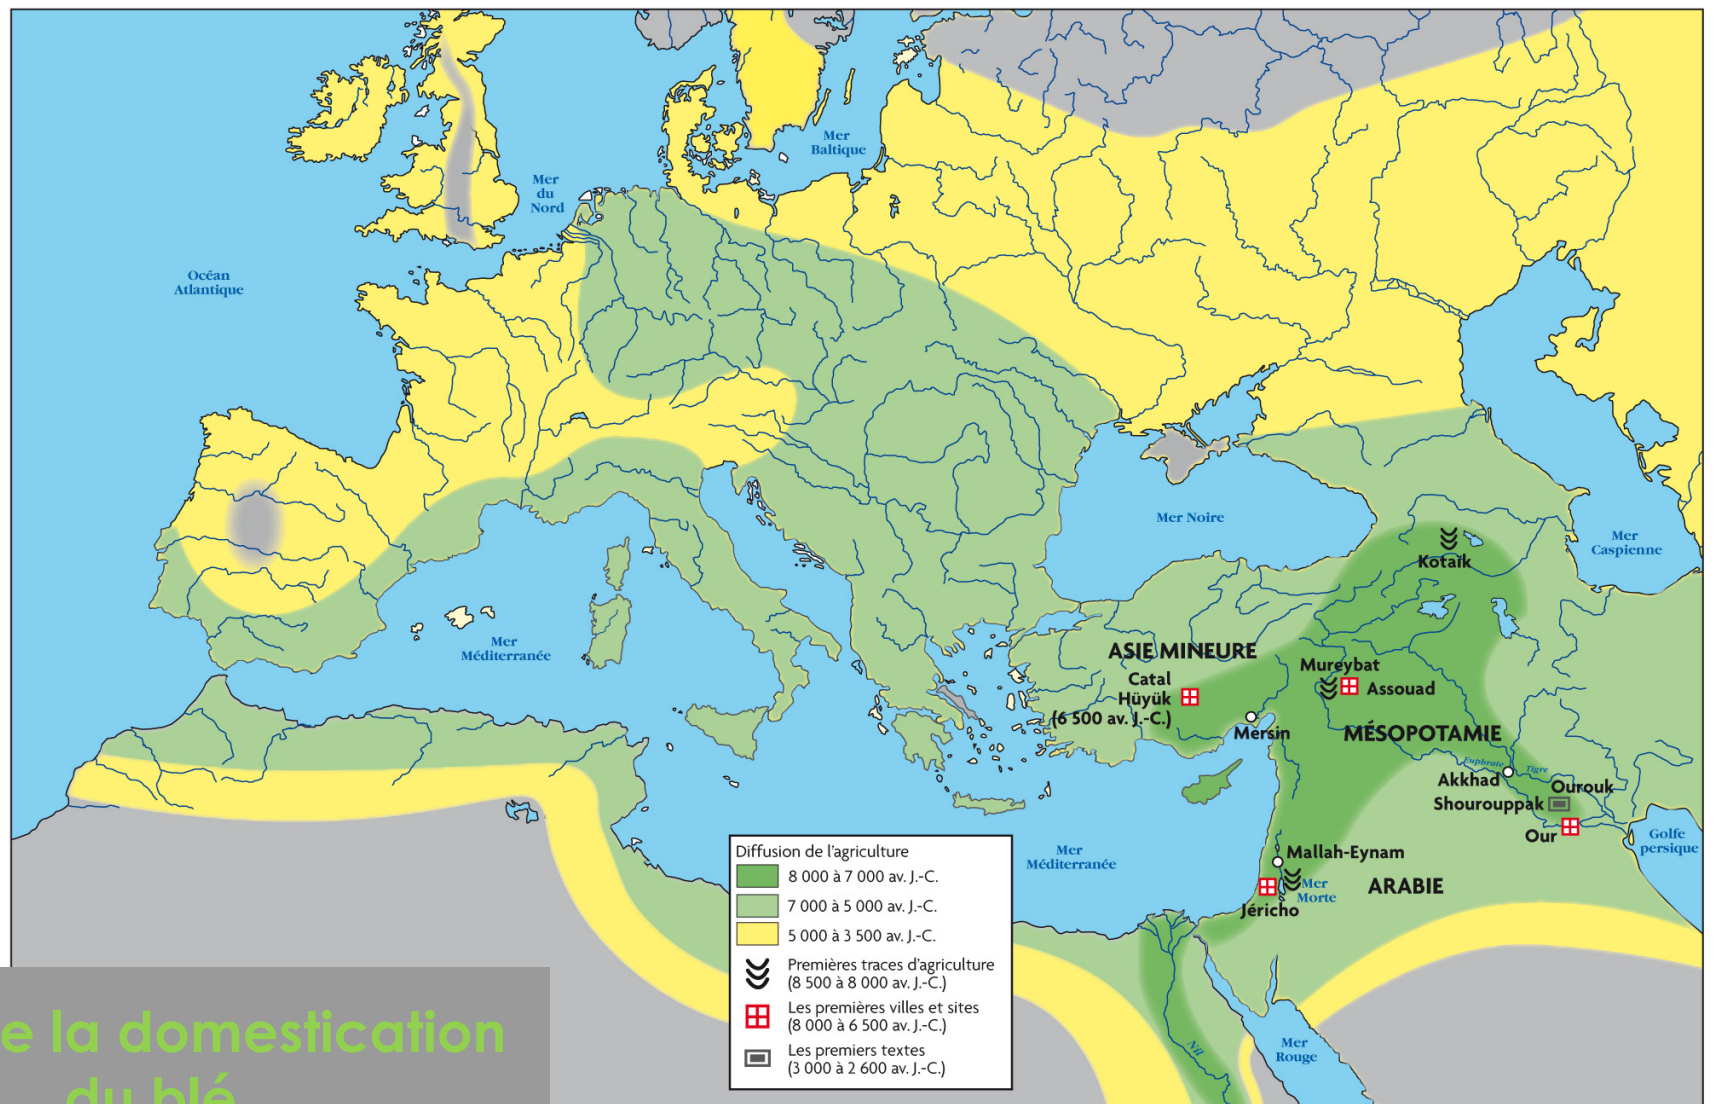 Mer
Baltique
Mer
du
Nord
Océan
Atlantique
Mer Noire
Mer
Caspienne
Kotaïk
Mer
Méditerranée
ASIE MINEURE
Catal
Hüyük
(6 500 av. J.-C.)
Mureybat
Assouad
Mersin
MÉSOPOTAMIE
Euphrate
Tigre
Akkhad
Ourouk
Shourouppak
Our
Golfe
persique
Mer
Méditerranée
Mallah-Eynam
Mer
Morte
ARABIE
Jéricho
Diffusion de l'agriculture
8 000 à 7 000 av. J.-C.
7 000 à 5 000 av. J.-C.
5 000 à 3 500 av. J.-C.
Premières traces d'agriculture
(8 500 à 8 000 av. J.-C.)
Les premières villes et sites
(8 000 à 6 500 av. J.-C.)
Les premiers textes
(3 000 à 2 600 av. J.-C.)
Nil
Mer
Rouge
e la domestication
du blé